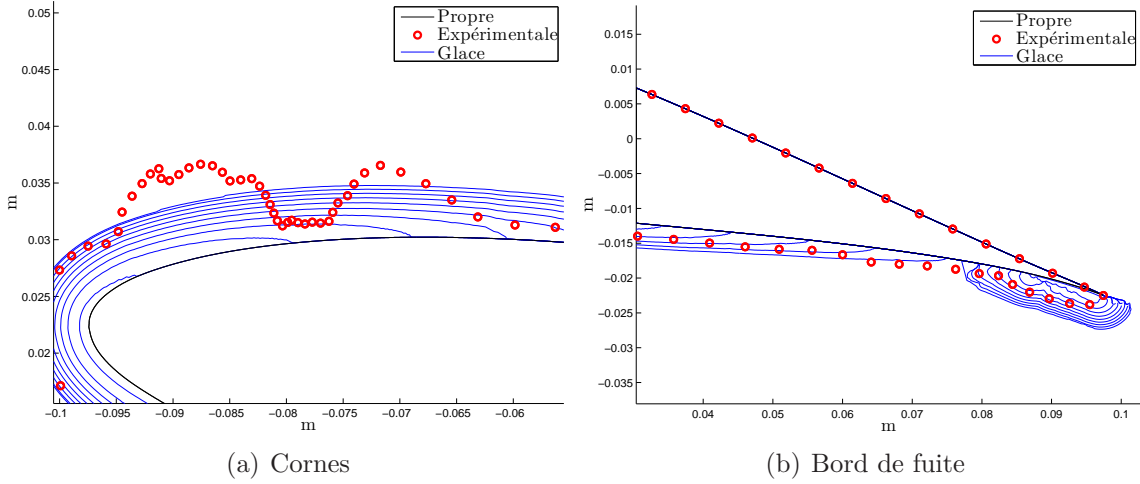 0.05
0.045
0.04
0.035
0.03
0.025
0.02
m
−0.1
−0.095
−0.09
−0.085
−0.08
−0.075
−0.07
−0.065
−0.06
m
Propre
Expérimentale
Glace
(a) Cornes
0.015
0.01
0.005
0
−0.005
−0.01
−0.015
−0.02
−0.025
−0.03
−0.035
m
0.04
0.05
0.06
0.07
0.08
0.09
0.1
m
Propre
Expérimentale
Glace
(b) Bord de fuite